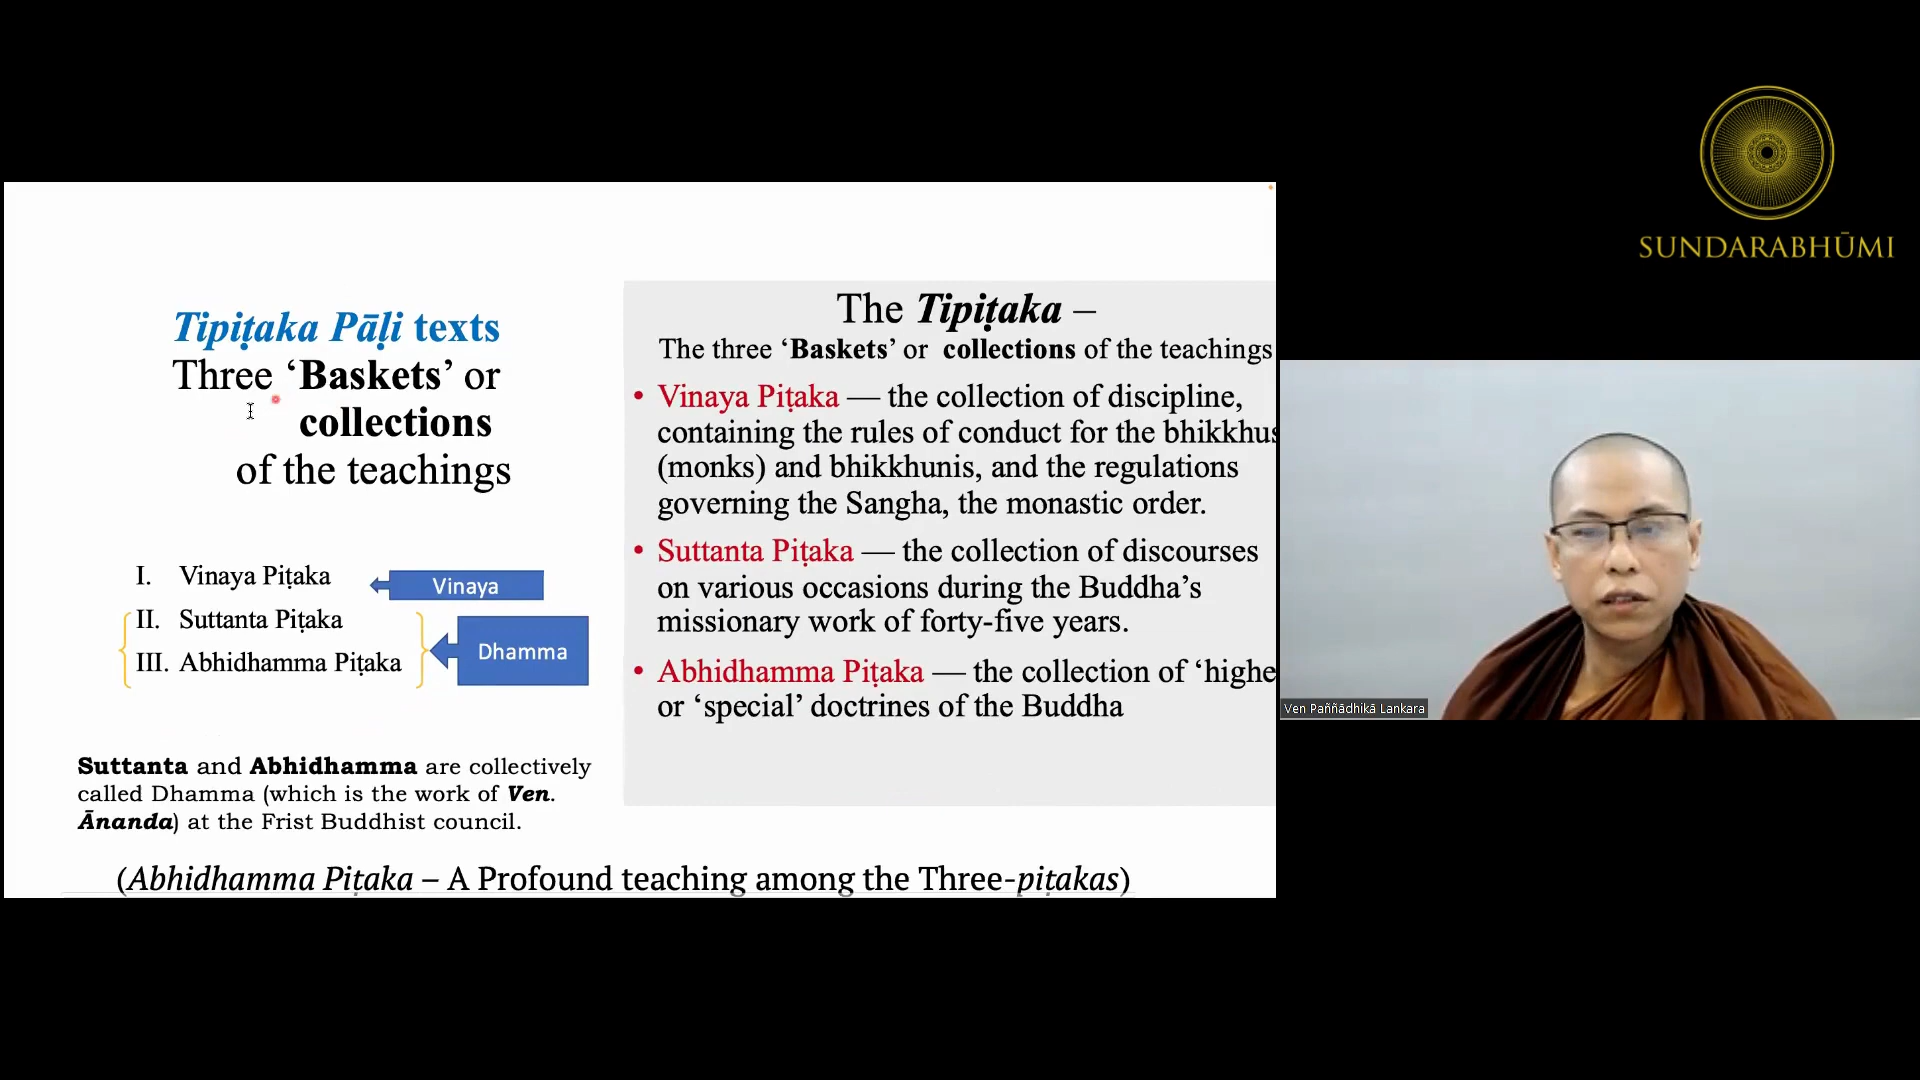 SUNDARABHŪMI
Tipiṭaka Pāḷi texts
Three ‘Baskets’ or
collections
of the teachings
I. Vinaya Piṭaka
Vinaya
II. Suttanta Piṭaka
III. Abhidhamma Piṭaka
Dhamma
Suttanta and Abhidhamma are collectively
called Dhamma (which is the work of Ven.
Ānanda) at the Frist Buddhist council.
The Tipiṭaka –
The three ‘Baskets’ or collections of the teachings
• Vinaya Piṭaka — the collection of discipline,
containing the rules of conduct for the bhikkhus
(monks) and bhikkhunis, and the regulations
governing the Sangha, the monastic order.
• Suttanta Piṭaka — the collection of discourses
on various occasions during the Buddha’s
missionary work of forty-five years.
• Abhidhamma Piṭaka — the collection of ‘highe
or ‘special’ doctrines of the Buddha
(Abhidhamma Piṭaka – A Profound teaching among the Three-piṭakas)
Ven Paññādhikā Lankara